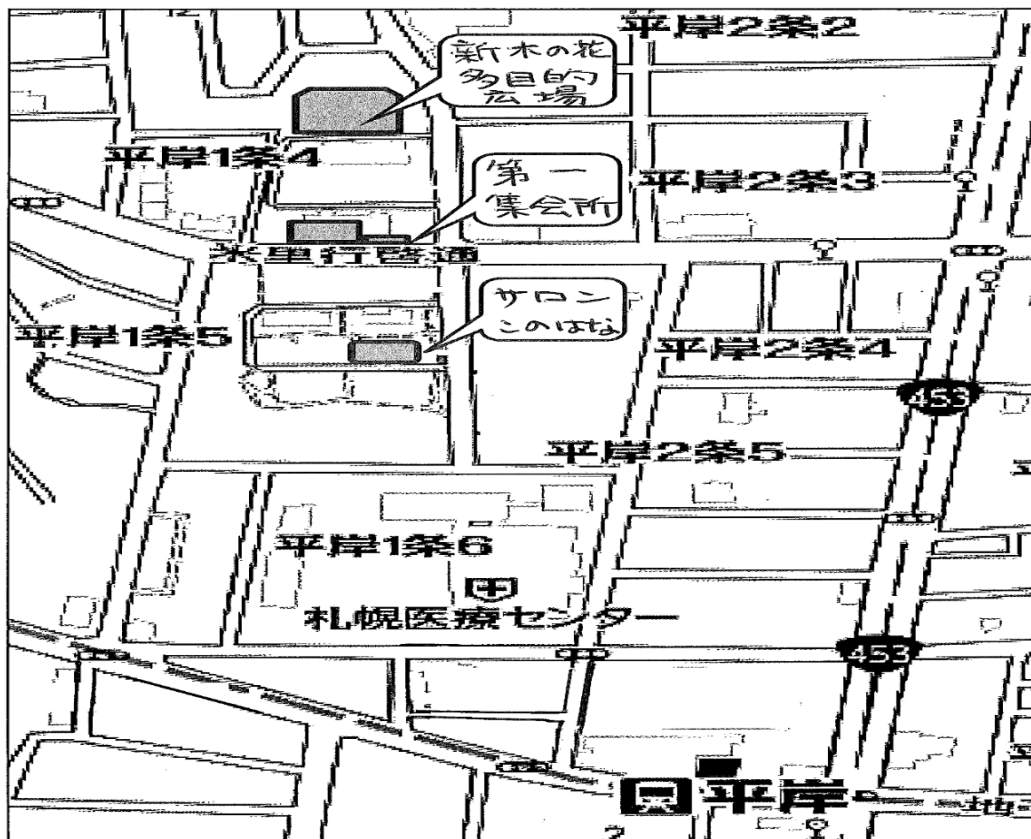 平岸2条2
新木の花
多目的
広場
平岸1条4
第一
集会所
平岸2条3
木車行啓通
サロン
このはな
平岸1条5
平岸2条4
453
平岸2条5
平岸1条6
札幌医療センター
453
平岸